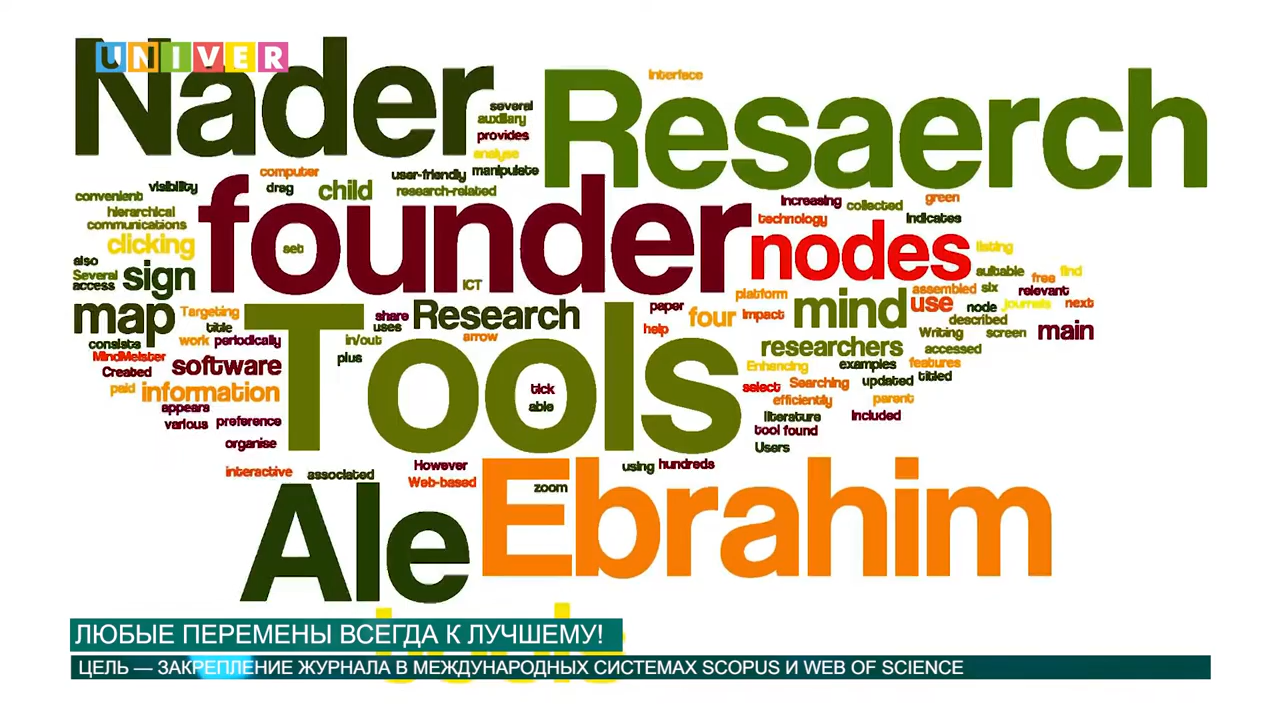 UNIVER
Nader
Resaerch
interface
several
auxiliary
provides
analyse
manipulate
computer
user-friendly
convenient
visibility
drag
child
research-related
increasing
collected
green
hierarchical
communications
founder
technology
indicates
clicking
set
nodes
listing
also
Several
access
sign
ICT
suitable
free
find
assembled
six
relevant
map
Targeting
share
Research
paper
platform
mind
use
node
journals
next
title
uses
Tools
four
impact
described
consists
work
periodically
in/out
arrow
help
Writing
screen
main
MindMeister
plus
researchers
accessed
Created
software
Enhancing
examples
features
paid
information
tick
select
Searching
updated
titled
appears
able
efficiently
parent
various
preference
literature
included
organise
tool
found
Users
interactive
associated
However
using
hundreds
Web-based
zoom
Ale
Ebrahim
ЛЮБЫЕ ПЕРЕМЕНЫ ВСЕГДА К ЛУЧШЕМУ!
ЦЕЛЬ — ЗАКРЕПЛЕНИЕ ЖУРНАЛА В МЕЖДУНАРОДНЫХ СИСТЕМАХ SCOPUS И WEB OF SCIENCE